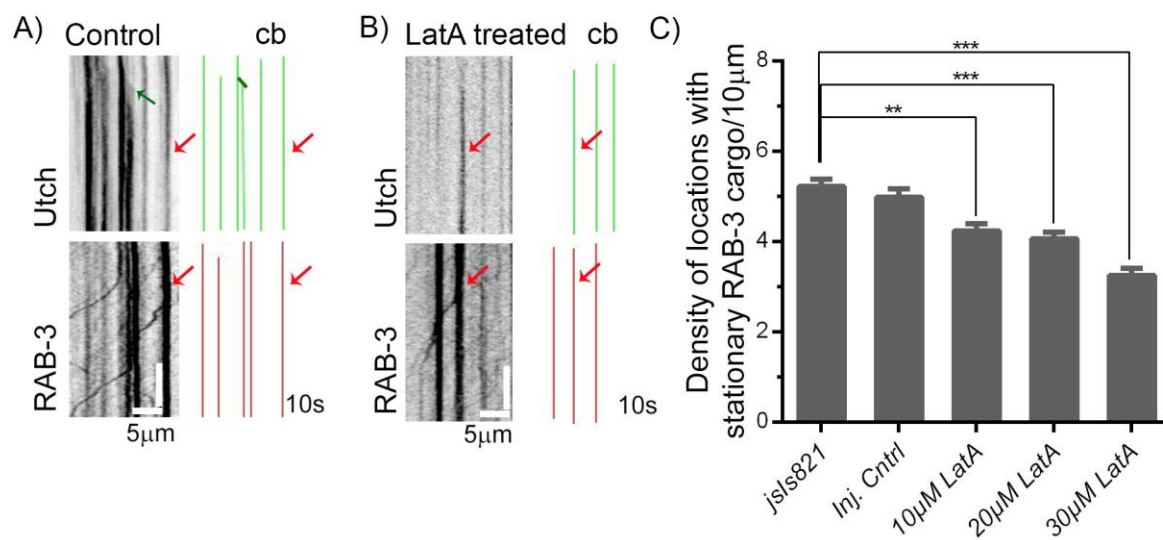 A)
Control
cb
Utch
RAB-3
5µm
10s
B)
LatA treated
cb
Utch
RAB-3
5µm
10s
C)
Density of locations with
stationary RAB-3 cargo/10µm
8
6
4
2
0
**
***
***
jsIs821
Inj. Cntrl
10µM LatA
20µM LatA
30µM LatA